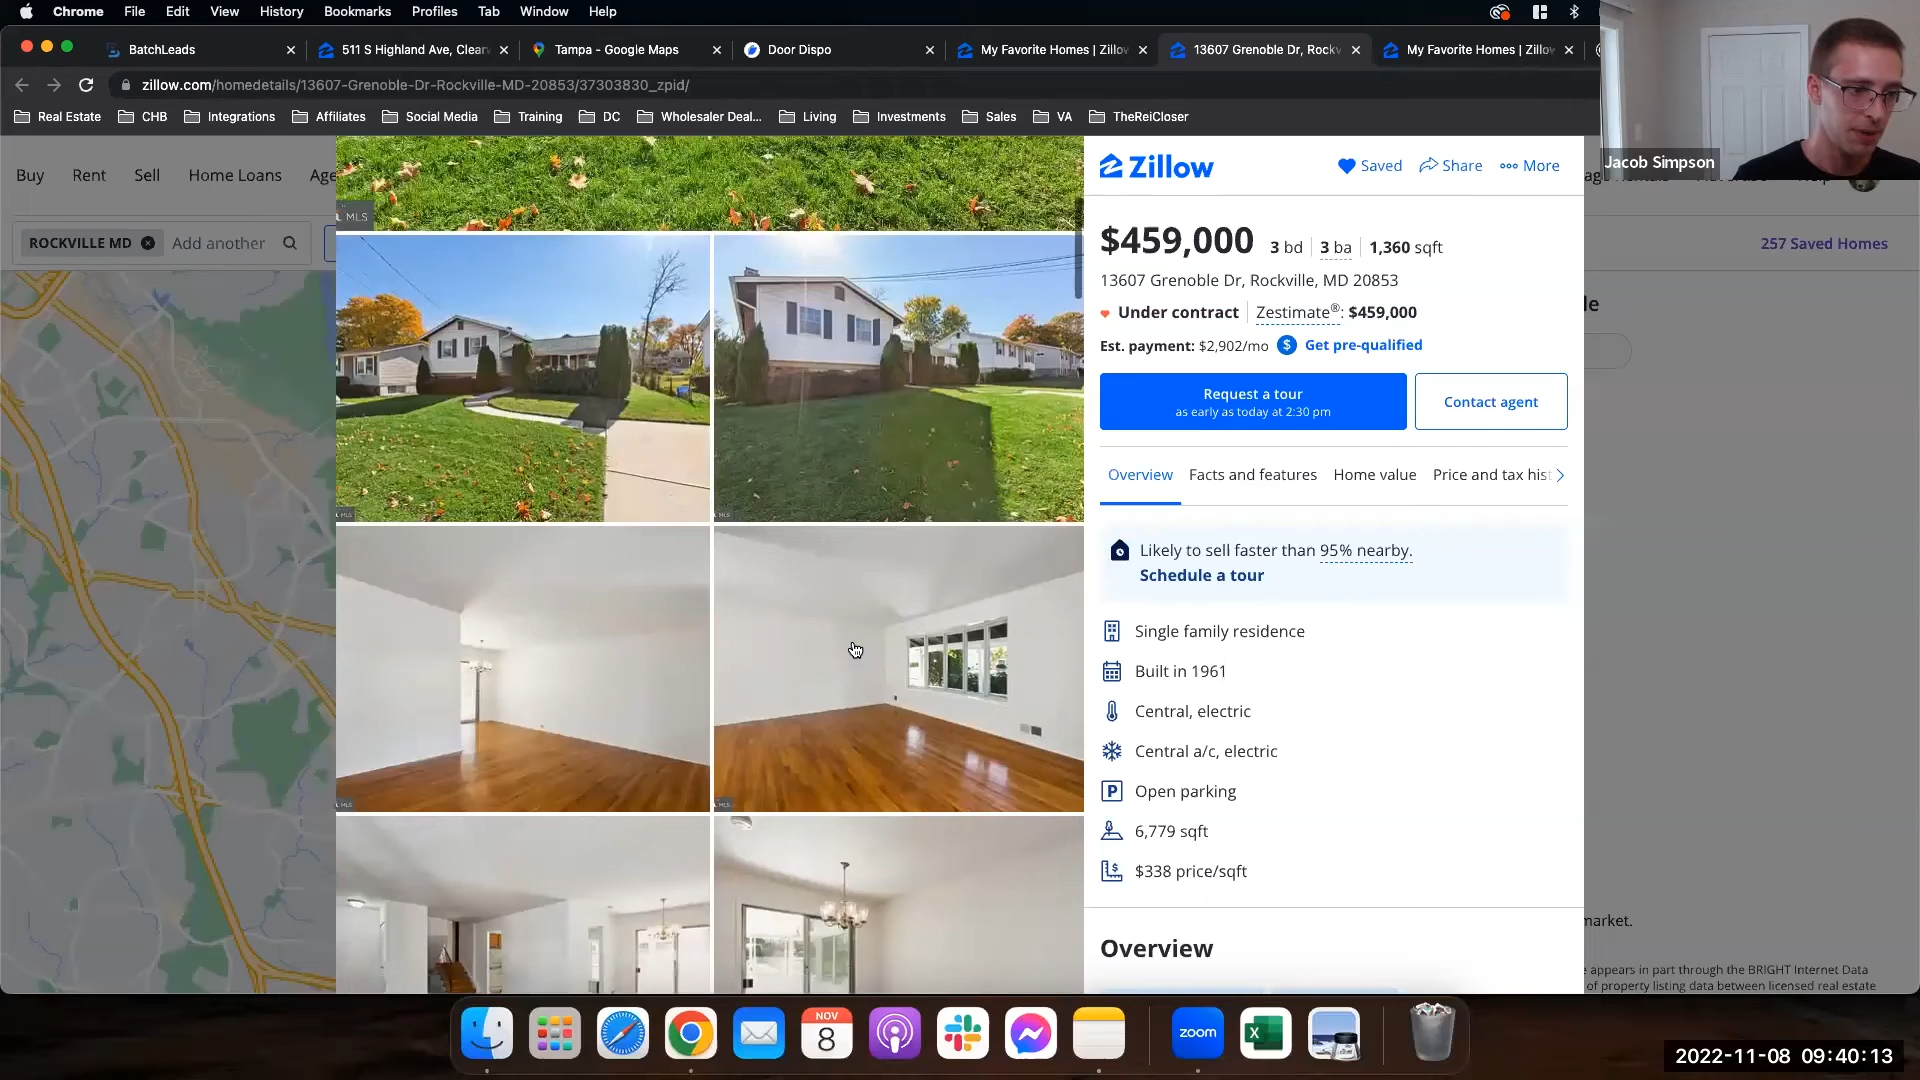 Chrome File Edit View History Bookmarks Profiles Tab Window Help
BatchLeads
511 S Highland Ave, Clearw
Tampa - Google Maps
Door Dispo
My Favorite Homes | Zillow
13607 Grenoble Dr, Rockv
My Favorite Homes | Zillow
zillow.com/homedetails/13607-Grenoble-Dr-Rockville-MD-20853/37303830_zpid/
Real Estate CHB Integrations Affiliates Social Media Training DC Wholesaler Deal... Living Investments Sales VA TheReiCloser
Jacob Simpson
Buy Rent Sell Home Loans Age
ROCKVILLE MD Add another
257 Saved Homes
MLS
Zillow
Saved Share More
$459,000 3 bd 3 ba 1,360 sqft
13607 Grenoble Dr, Rockville, MD 20853
Under contract Zestimate®: $459,000
Est. payment: $2,902/mo $ Get pre-qualified
Request a tour
as early as today at 2:30 pm
Contact agent
Overview Facts and features Home value Price and tax hist
Likely to sell faster than 95% nearby.
Schedule a tour
Single family residence
Built in 1961
Central, electric
Central a/c, electric
P Open parking
6,779 sqft
$338 price/sqft
Overview
market.
appears in part through the BRIGHT Internet Data
of property listing data between licensed real estate
NOV
8
zoom
X
2022-11-08 09:40:13